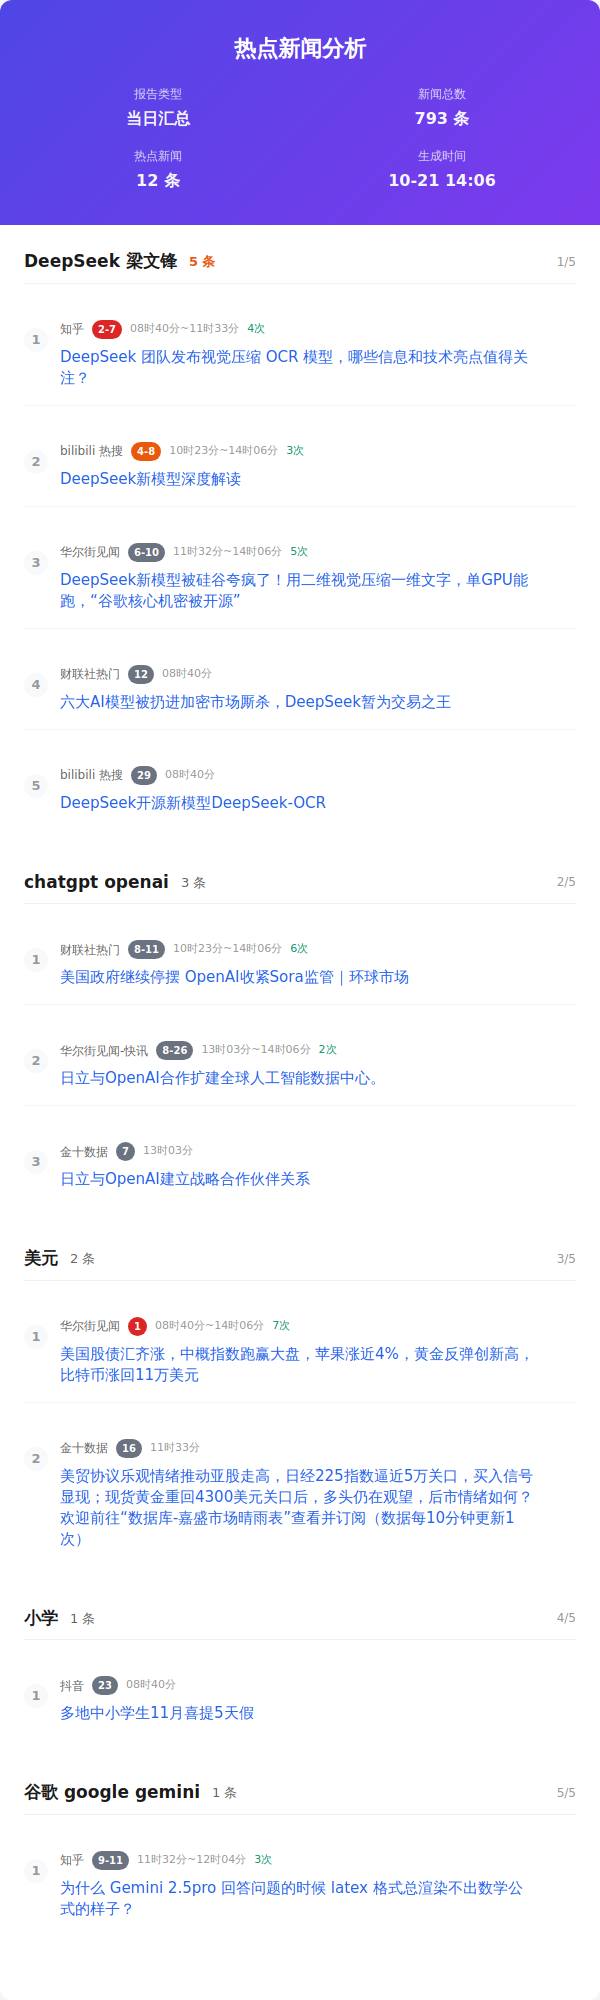 热点新闻分析
报告类型
新闻总数
当日汇总
793 条
热点新闻
生成时间
12 条
10-21 14:06
DeepSeek 梁文锋 5 条 1/5
1
知乎 2-7 08时40分~11时33分 4次
DeepSeek 团队发布视觉压缩 OCR 模型，哪些信息和技术亮点值得关
注？
2
bilibili 热搜 4-8 10时23分~14时06分 3次
DeepSeek新模型深度解读
3
华尔街见闻 6-10 11时32分~14时06分 5次
DeepSeek新模型被硅谷夸疯了！用二维视觉压缩一维文字，单GPU能
跑，“谷歌核心机密被开源”
4
财联社热门 12 08时40分
六大AI模型被扔进加密市场厮杀，DeepSeek暂为交易之王
5
bilibili 热搜 29 08时40分
DeepSeek开源新模型DeepSeek-OCR
chatgpt openai 3 条 2/5
1
财联社热门 8-11 10时23分~14时06分 6次
美国政府继续停摆 OpenAI收紧Sora监管｜环球市场
2
华尔街见闻-快讯 8-26 13时03分~14时06分 2次
日立与OpenAI合作扩建全球人工智能数据中心。
3
金十数据 7 13时03分
日立与OpenAI建立战略合作伙伴关系
美元 2 条 3/5
1
华尔街见闻 1 08时40分~14时06分 7次
美国股债汇齐涨，中概指数跑赢大盘，苹果涨近4%，黄金反弹创新高，
比特币涨回11万美元
2
金十数据 16 11时33分
美贸协议乐观情绪推动亚股走高，日经225指数逼近5万关口，买入信号
显现；现货黄金重回4300美元关口后，多头仍在观望，后市情绪如何？
欢迎前往“数据库-嘉盛市场晴雨表”查看并订阅（数据每10分钟更新1
次）
小学 1 条 4/5
1
抖音 23 08时40分
多地中小学生11月喜提5天假
谷歌 google gemini 1 条 5/5
1
知乎 9-11 11时32分~12时04分 3次
为什么 Gemini 2.5pro 回答问题的时候 latex 格式总渲染不出数学公
式的样子？